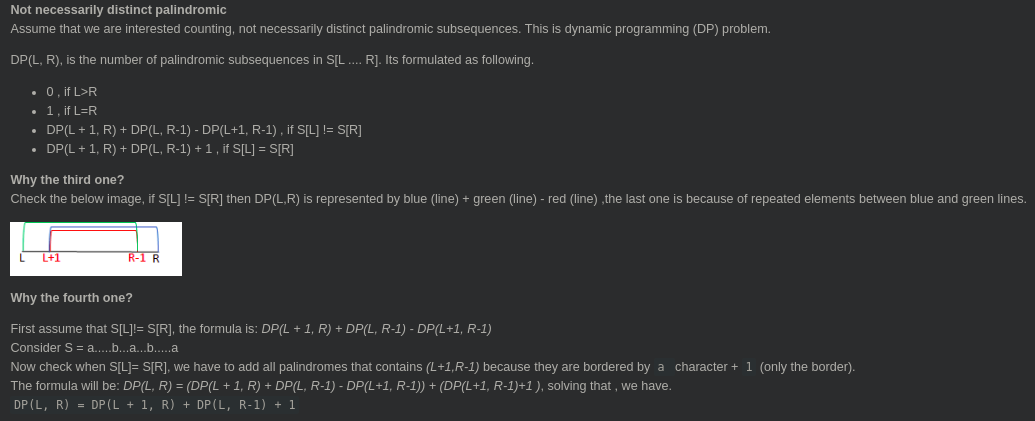 Not necessarily distinct palindromic
Assume that we are interested counting, not necessarily distinct palindromic subsequences. This is dynamic programming (DP) problem.
DP(L, R), is the number of palindromic subsequences in S[L .... R]. Its formulated as following.
• 0 , if L>R
• 1 , if L=R
• DP(L + 1, R) + DP(L, R-1) - DP(L+1, R-1) , if S[L] != S[R]
• DP(L + 1, R) + DP(L, R-1) + 1 , if S[L] = S[R]
Why the third one?
Check the below image, if S[L] != S[R] then DP(L,R) is represented by blue (line) + green (line) - red (line) ,the last one is because of repeated elements between blue and green lines.
L L+1 R-1 R
Why the fourth one?
First assume that S[L]!= S[R], the formula is: DP(L + 1, R) + DP(L, R-1) - DP(L+1, R-1)
Consider S = a.....b...a...b.....a
Now check when S[L]= S[R], we have to add all palindromes that contains (L+1,R-1) because they are bordered by a character + 1 (only the border).
The formula will be: DP(L, R) = (DP(L + 1, R) + DP(L, R-1) - DP(L+1, R-1)) + (DP(L+1, R-1)+1 ), solving that , we have.
DP(L, R) = DP(L + 1, R) + DP(L, R-1) + 1